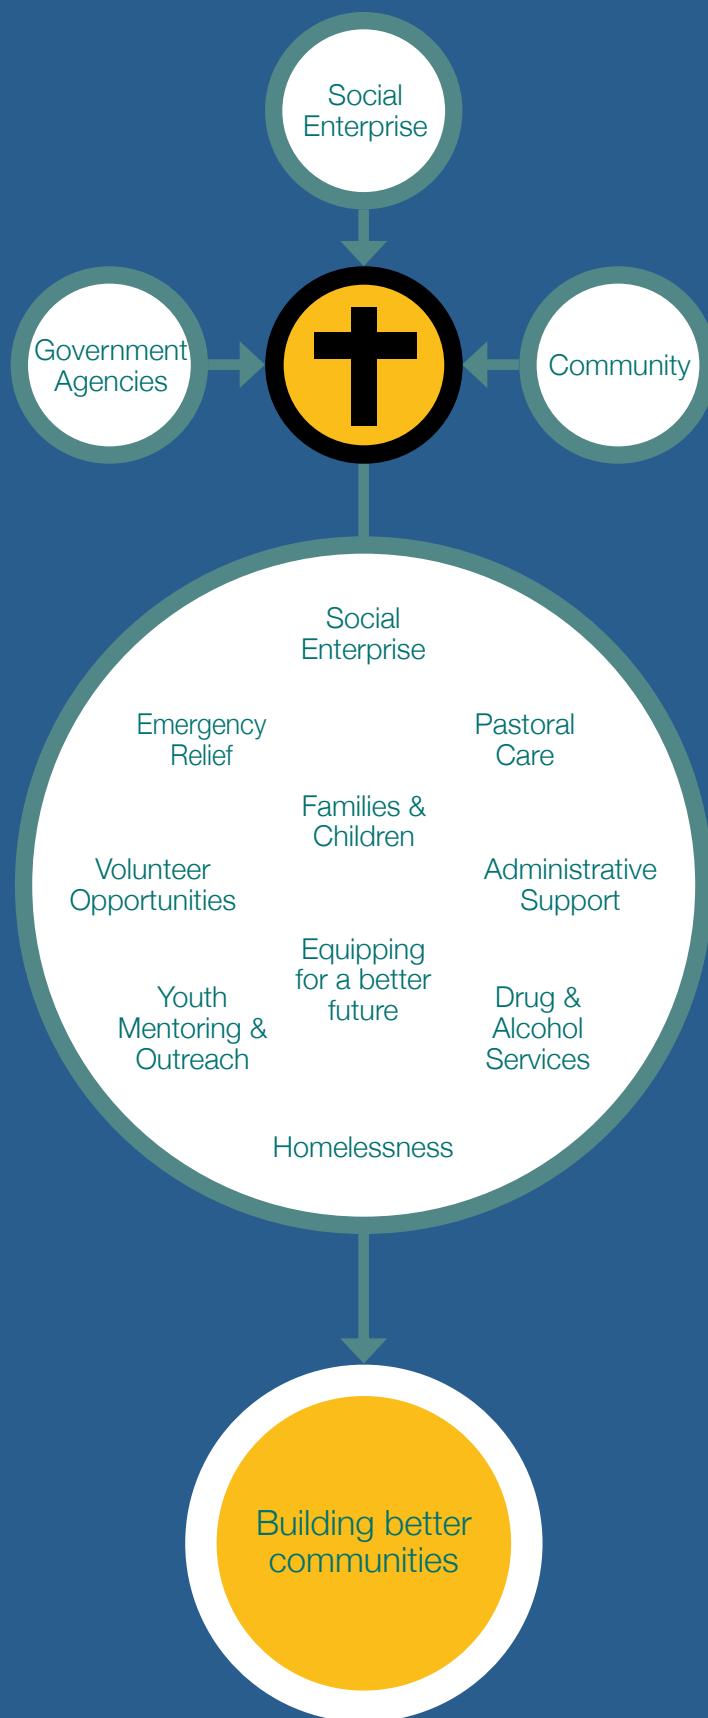 Social
Enterprise
Government
Agencies
Community
Social
Enterprise
Emergency
Relief
Pastoral
Care
Families &
Children
Volunteer
Opportunities
Administrative
Support
Equipping
for a better
future
Youth
Mentoring &
Outreach
Drug &
Alcohol
Services
Homelessness
Building better
communities